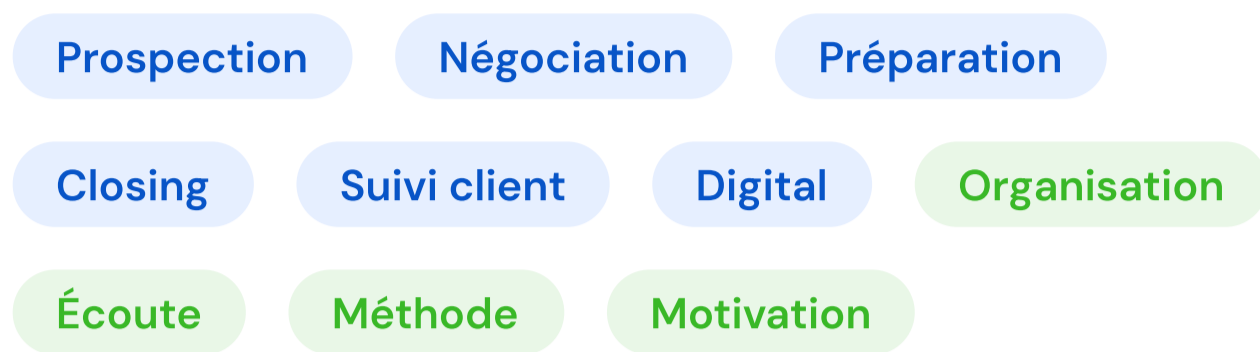 Prospection Négociation Préparation
Closing Suivi client Digital Organisation
Écoute Méthode Motivation